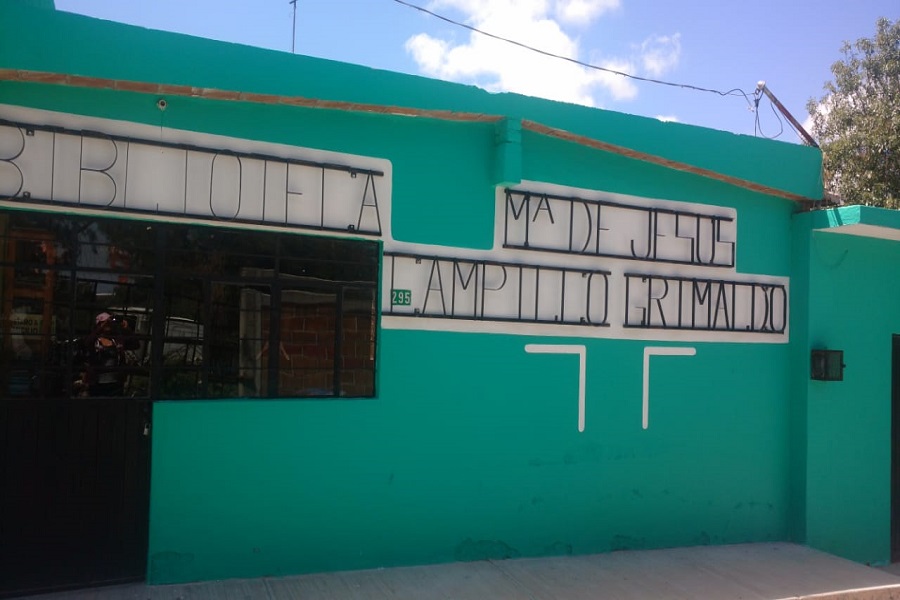 BIBLIOTECA
Mª DE JESUS
295
CAMPILLO GRIMALDO